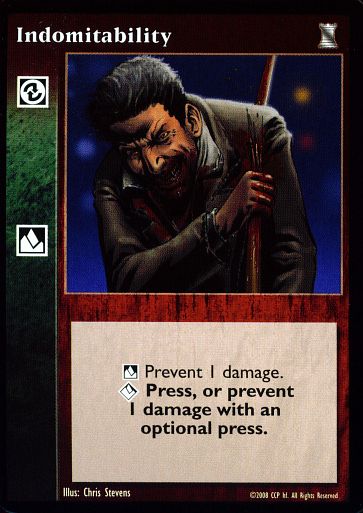 Indomitability
Prevent 1 damage.
Press, or prevent
1 damage with an
optional press.
Illus: Chris Stevens
©2008 CCP hf. All Rights Reserved